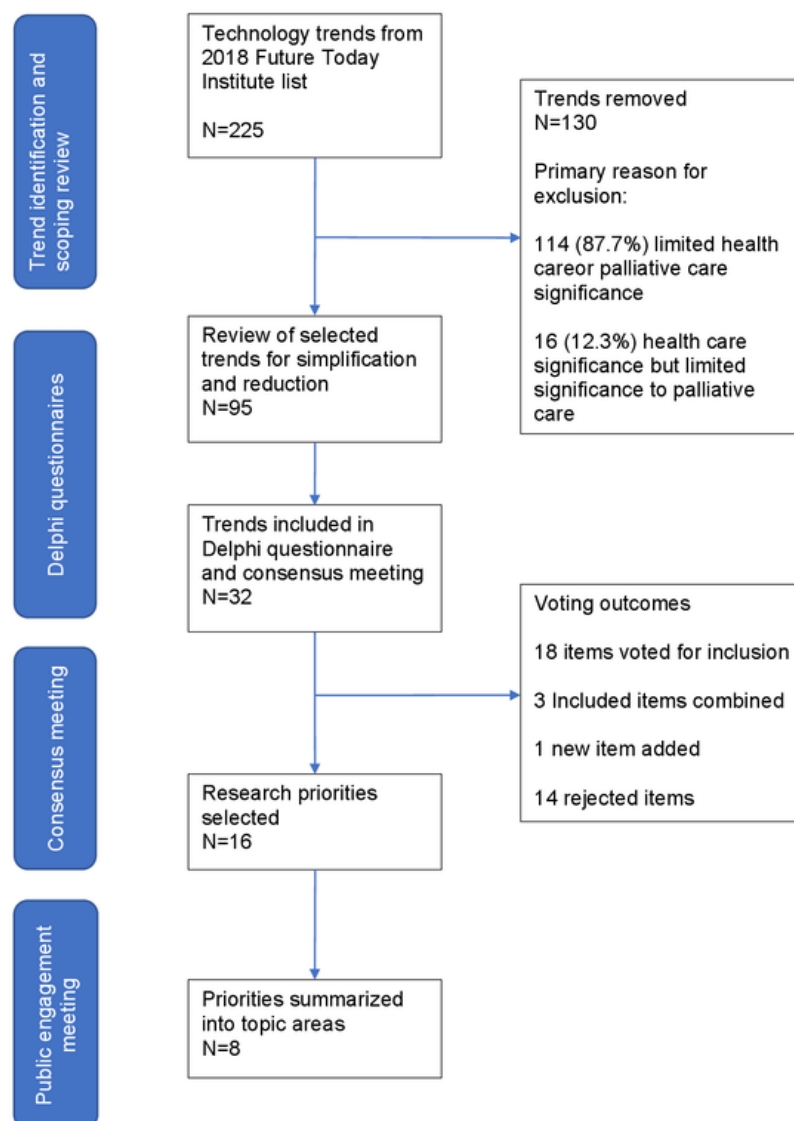 Trend identification and
scoping review
Technology trends from
2018 Future Today
Institute list
N=225
Trends removed
N=130
Primary reason for
exclusion:
114 (87.7%) limited health
careor palliative care
significance
16 (12.3%) health care
significance but limited
significance to palliative
care
Delphi questionnaires
Review of selected
trends for simplification
and reduction
N=95
Trends included in
Delphi questionnaire
and consensus meeting
N=32
Voting outcomes
18 items voted for inclusion
3 Included items combined
1 new item added
14 rejected items
Consensus meeting
Research priorities
selected
N=16
Public engagement
meeting
Priorities summarized
into topic areas
N=8